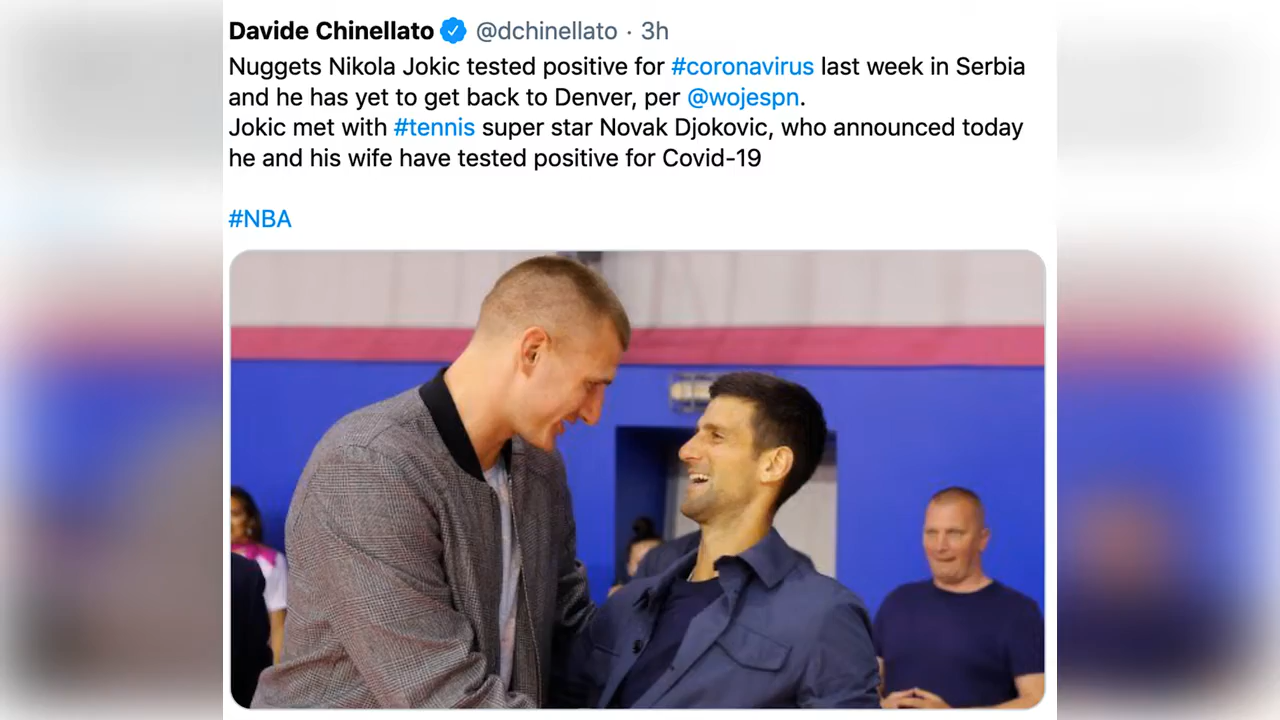 Davide Chinellato @dchinellato · 3h
Nuggets Nikola Jokic tested positive for #coronavirus last week in Serbia
and he has yet to get back to Denver, per @wojespn.
Jokic met with #tennis super star Novak Djokovic, who announced today
he and his wife have tested positive for Covid-19
#NBA